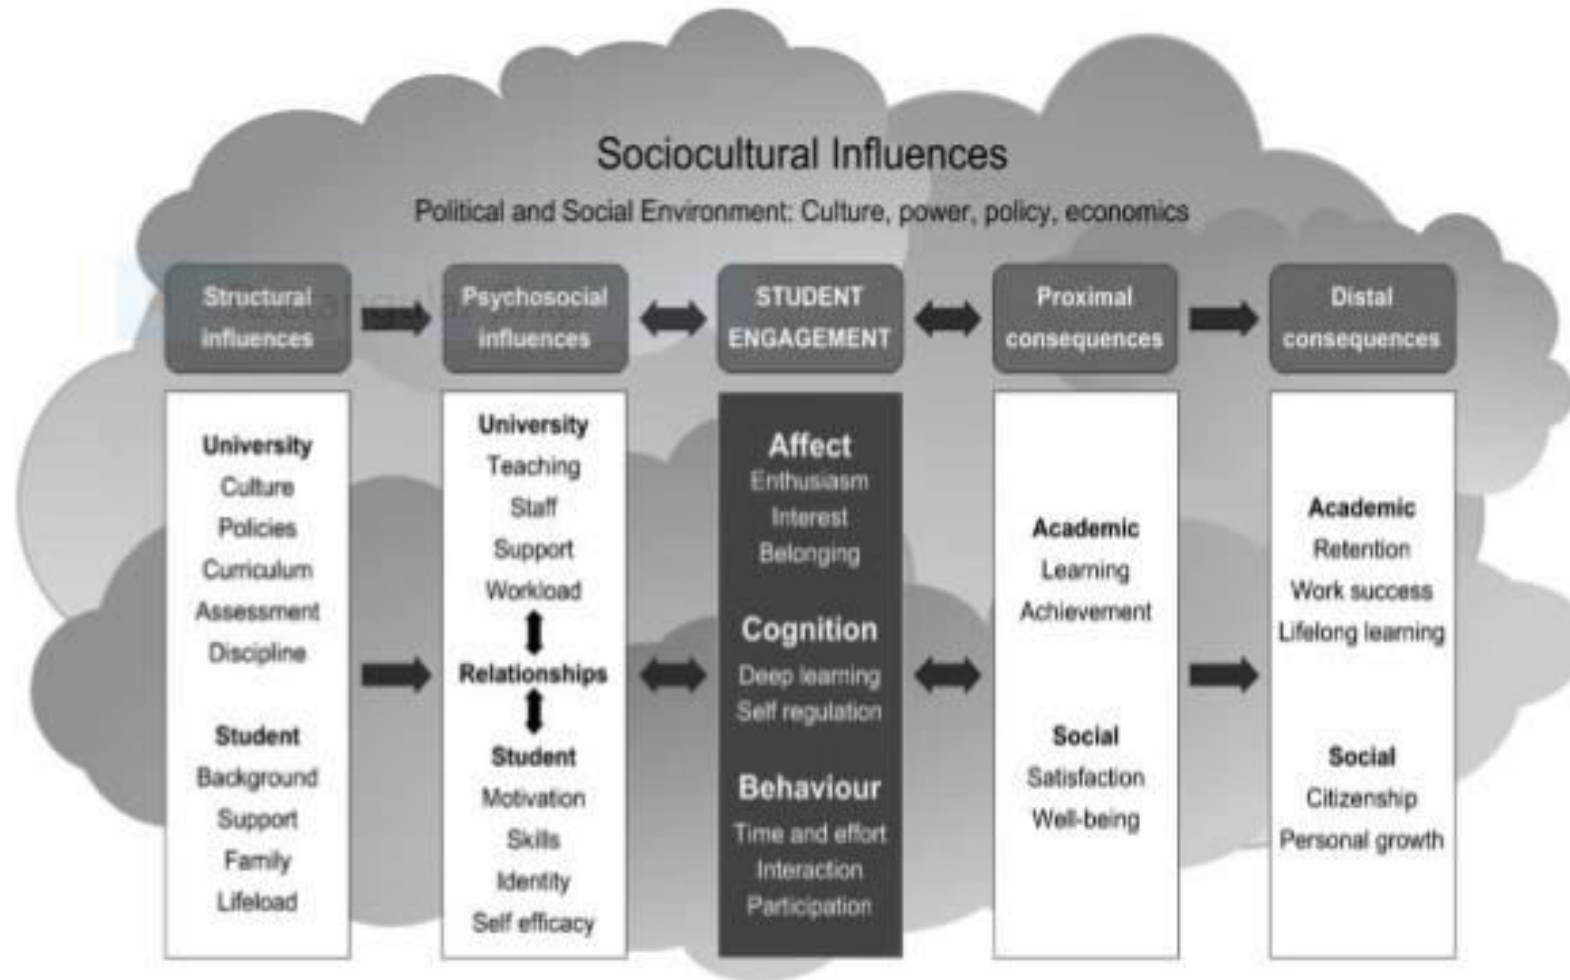 Sociocultural Influences
Political and Social Environment: Culture, power, policy, economics
Structural
influences
Psychosocial
influences
STUDENT
ENGAGEMENT
Proximal
consequences
Distal
consequences
University
Culture
Policies
Curriculum
Assessment
Discipline
Student
Background
Support
Family
Lifeload
University
Teaching
Staff
Support
Workload
Relationships
Student
Motivation
Skills
Identity
Self efficacy
Affect
Enthusiasm
Interest
Belonging
Cognition
Deep learning
Self regulation
Behaviour
Time and effort
Interaction
Participation
Academic
Learning
Achievement
Social
Satisfaction
Well-being
Academic
Retention
Work success
Lifelong learning
Social
Citizenship
Personal growth